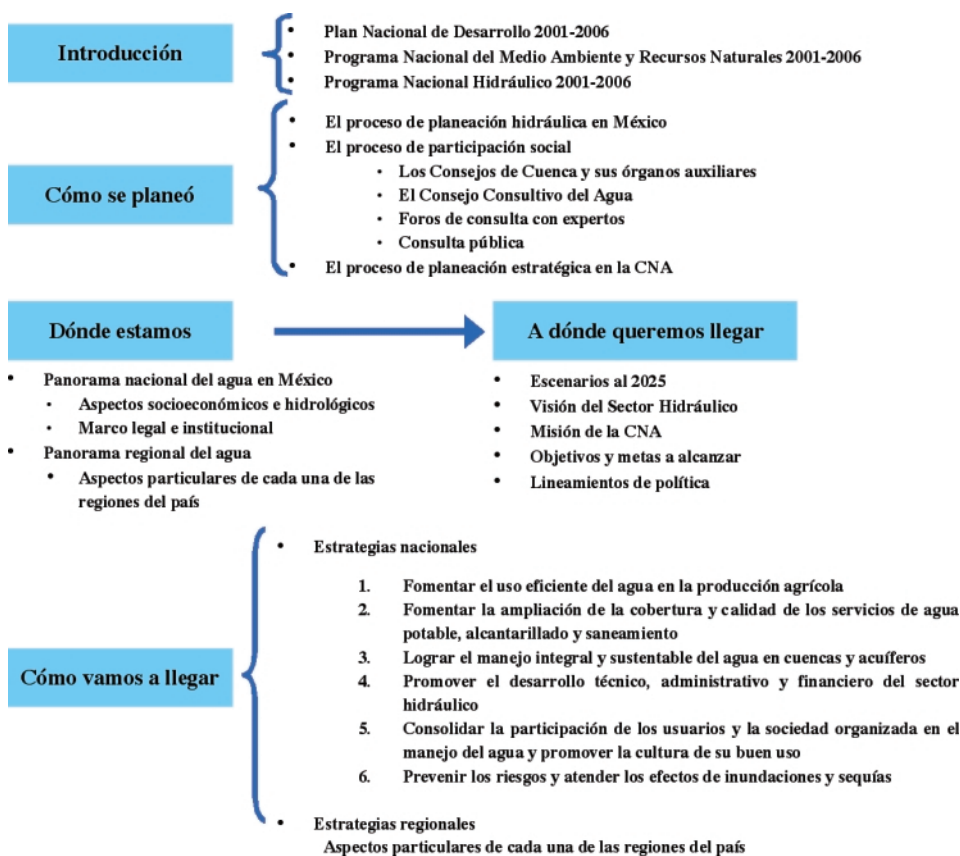 Introducción
• Plan Nacional de Desarrollo 2001-2006
• Programa Nacional del Medio Ambiente y Recursos Naturales 2001-2006
• Programa Nacional Hidráulico 2001-2006
Cómo se planeó
• El proceso de planeación hidráulica en México
• El proceso de participación social
• Los Consejos de Cuenca y sus órganos auxiliares
• El Consejo Consultivo del Agua
• Foros de consulta con expertos
• Consulta pública
• El proceso de planeación estratégica en la CNA
Dónde estamos
• Panorama nacional del agua en México
• Aspectos socioeconómicos e hidrológicos
• Marco legal e institucional
• Panorama regional del agua
• Aspectos particulares de cada una de las
regiones del país
A dónde queremos llegar
• Escenarios al 2025
• Visión del Sector Hidráulico
• Misión de la CNA
• Objetivos y metas a alcanzar
• Lineamientos de política
Cómo vamos a llegar
• Estrategias nacionales
1. Fomentar el uso eficiente del agua en la producción agrícola
2. Fomentar la ampliación de la cobertura y calidad de los servicios de agua
potable, alcantarillado y saneamiento
3. Lograr el manejo integral y sustentable del agua en cuencas y acuíferos
4. Promover el desarrollo técnico, administrativo y financiero del sector
hidráulico
5. Consolidar la participación de los usuarios y la sociedad organizada en el
manejo del agua y promover la cultura de su buen uso
6. Prevenir los riesgos y atender los efectos de inundaciones y sequías
• Estrategias regionales
Aspectos particulares de cada una de las regiones del país